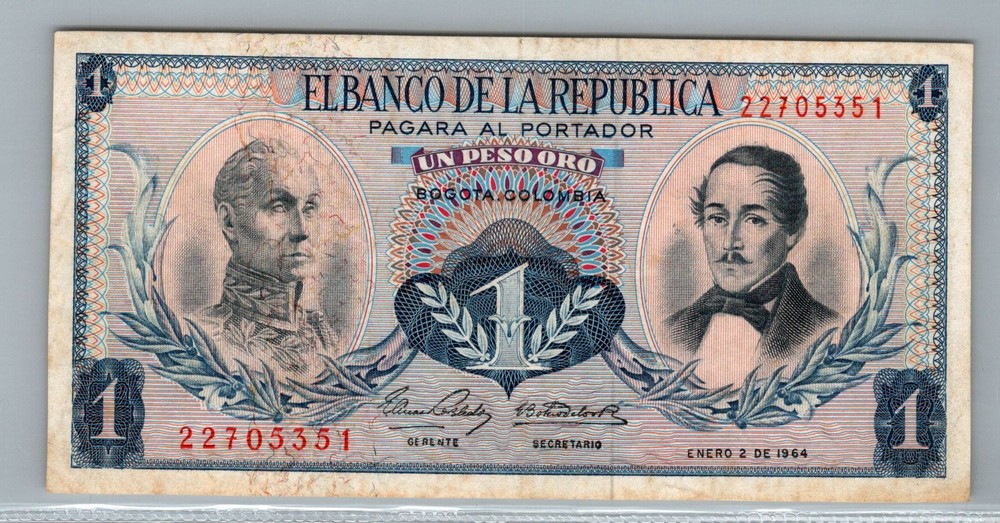 1
EL BANCO DE LA REPUBLICA
22705351
1
PAGARA AL PORTADOR
UN PESO ORO
BOGOTA, COLOMBIA
1
1
22705351
GERENTE
SECRETARIO
ENERO 2 DE 1964
1